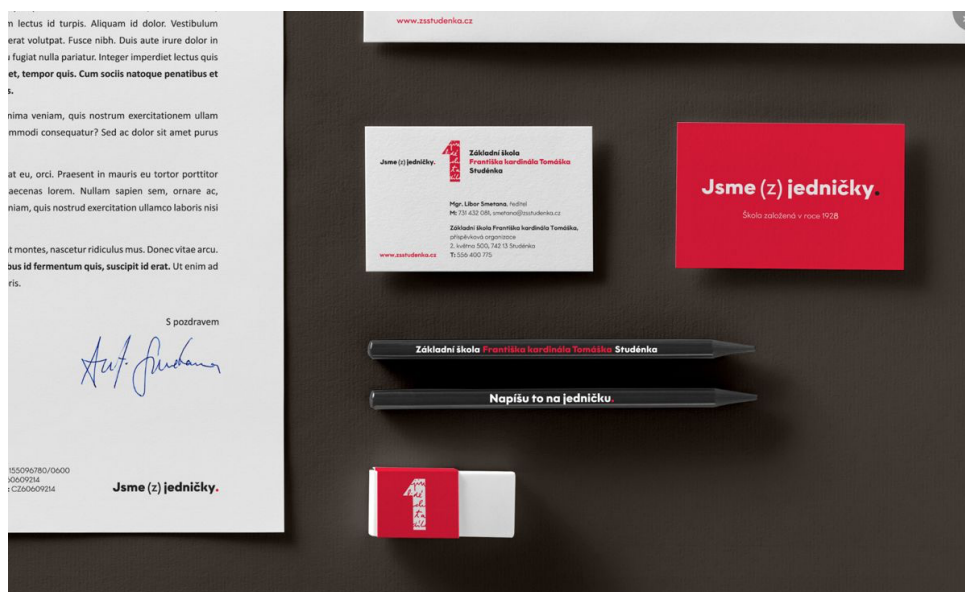 m lectus id turpis. Aliquam id dolor. Vestibulum
erat volutpat. Fusce nibh. Duis aute irure dolor in
fugiat nulla pariatur. Integer imperdiet lectus quis
et, tempor quis. Cum sociis natoque penatibus et
s.
nima veniam, quis nostrum exercitationem ullam
mmodi consequatur? Sed ac dolor sit amet purus
at eu, orci. Praesent in mauris eu tortor porttitor
aecenas lorem. Nullam sapien sem, ornare ac,
niam, quis nostrud exercitation ullamco laboris nisi
t montes, nascetur ridiculus mus. Donec vitae arcu.
bus id fermentum quis, suscipit id erat. Ut enim ad
ris.
S pozdravem
155096780/0600
60609214
: CZ60609214
Jsme (z) jedničky.
www.zsstudenka.cz
Jsme (z) jedničky.
1
Základní škola
Františka kardinála Tomáška
Studénka
Mgr. Libor Smetana, ředitel
M: 731 432 081, smetana@zsstudenka.cz
Základní škola Františka kardinála Tomáška,
příspěvková organizace
2. května 500, 742 13 Studénka
www.zsstudenka.cz T: 556 400 775
Jsme (z) jedničky.
Škola založená v roce 1928
Základní škola Františka kardinála Tomáška Studénka
Napíšu to na jedničku.
1